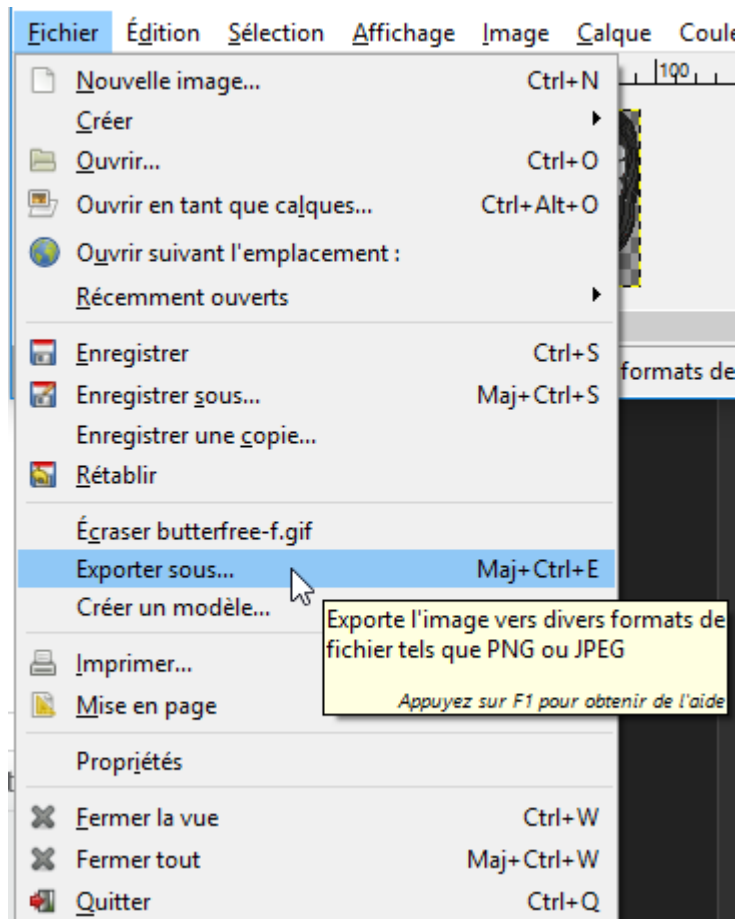 Fichier Édition Sélection Affichage Image Calque Coule
Nouvelle image... Ctrl+N
100
Créer
Ouvrir... Ctrl+O
Ouvrir en tant que calques... Ctrl+Alt+O
Ouvrir suivant l'emplacement :
Récemment ouverts
Enregistrer Ctrl+S
formats de
Enregistrer sous... Maj+Ctrl+S
Enregistrer une copie...
Rétablir
Écraser butterfree-f.gif
Exporter sous... Maj+Ctrl+E
Créer un modèle...
Exporte l'image vers divers formats de
fichier tels que PNG ou JPEG
Appuyez sur F1 pour obtenir de l'aide
Imprimer...
Mise en page
Propriétés
Fermer la vue Ctrl+W
Fermer tout Maj+Ctrl+W
Quitter Ctrl+Q